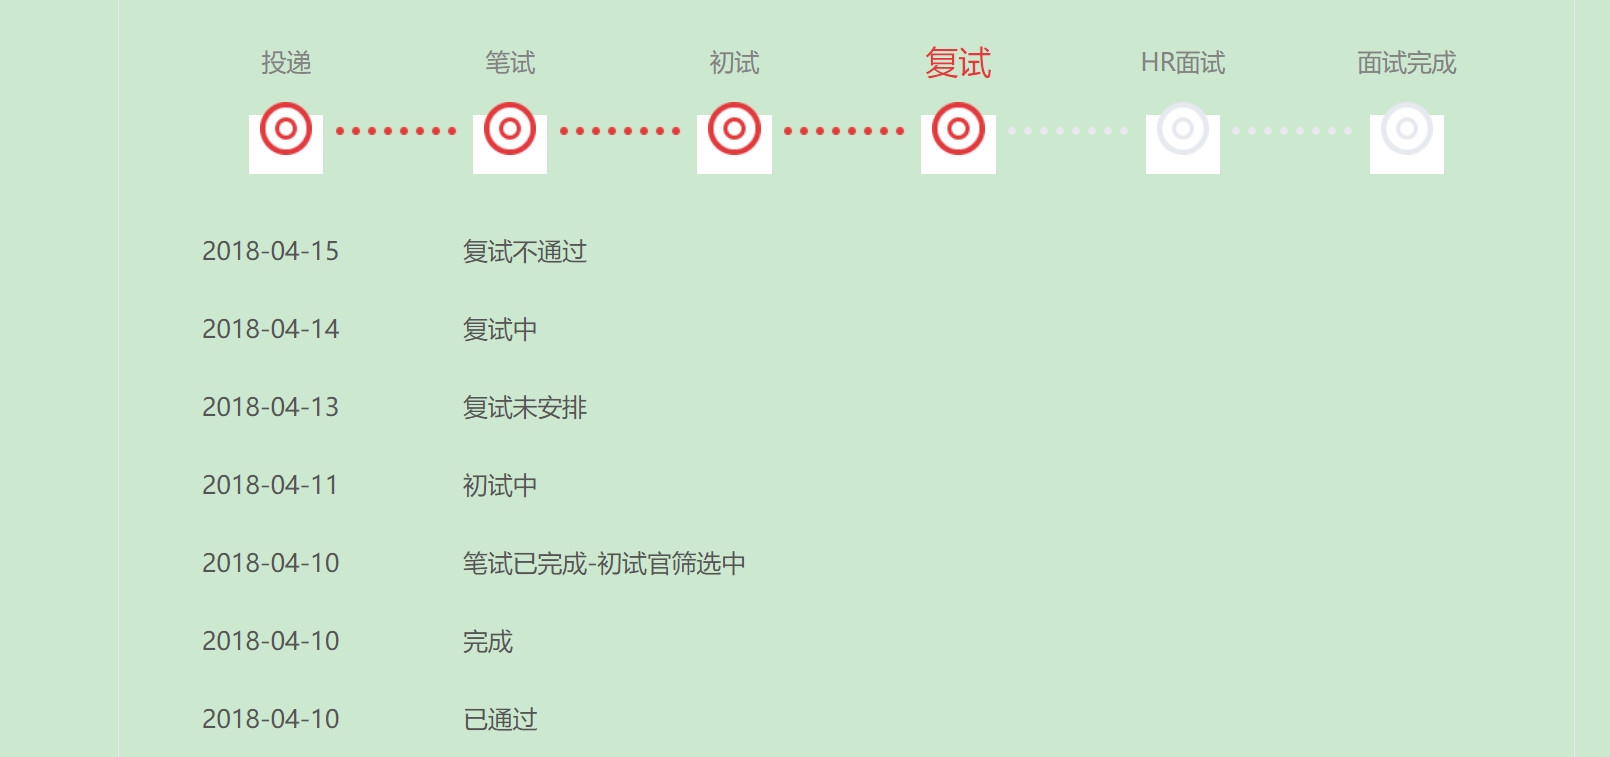 投递 笔试 初试 复试 HR面试 面试完成
2018-04-15 复试不通过
2018-04-14 复试中
2018-04-13 复试未安排
2018-04-11 初试中
2018-04-10 笔试已完成-初试官筛选中
2018-04-10 完成
2018-04-10 已通过